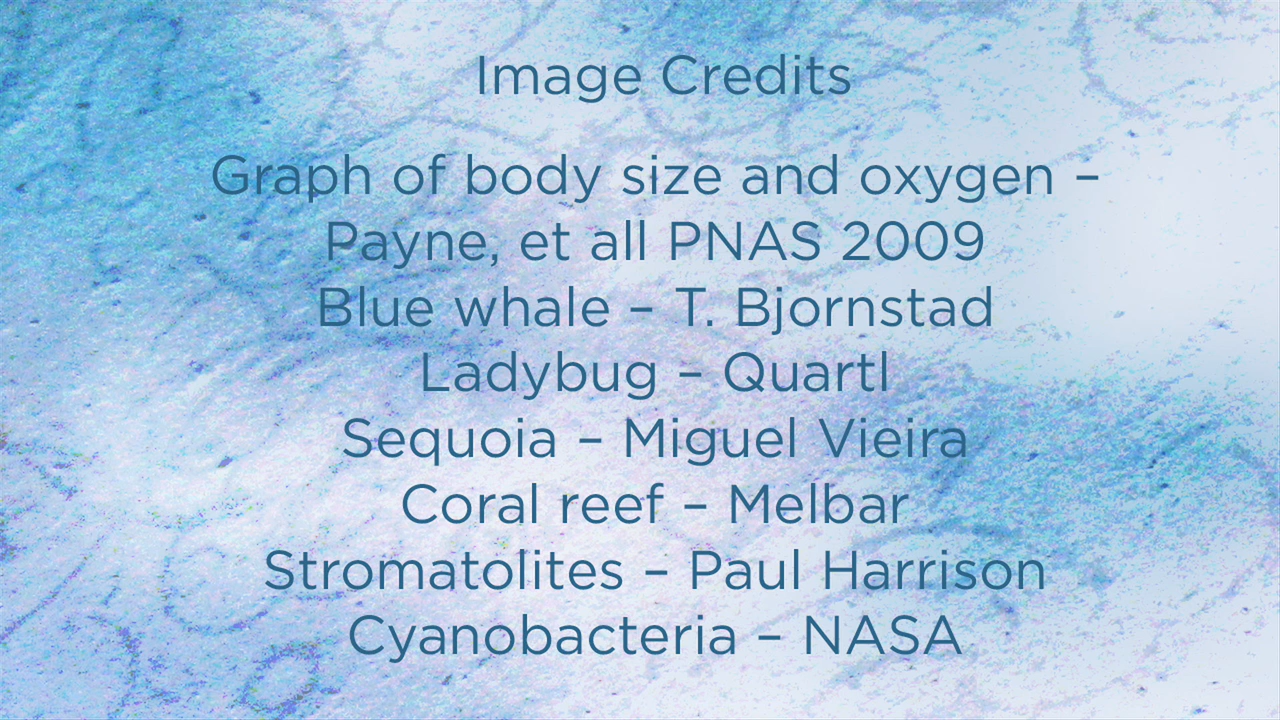 Image Credits
Graph of body size and oxygen –
Payne, et all PNAS 2009
Blue whale – T. Bjornstad
Ladybug – Quartl
Sequoia – Miguel Vieira
Coral reef – Melbar
Stromatolites – Paul Harrison
Cyanobacteria – NASA